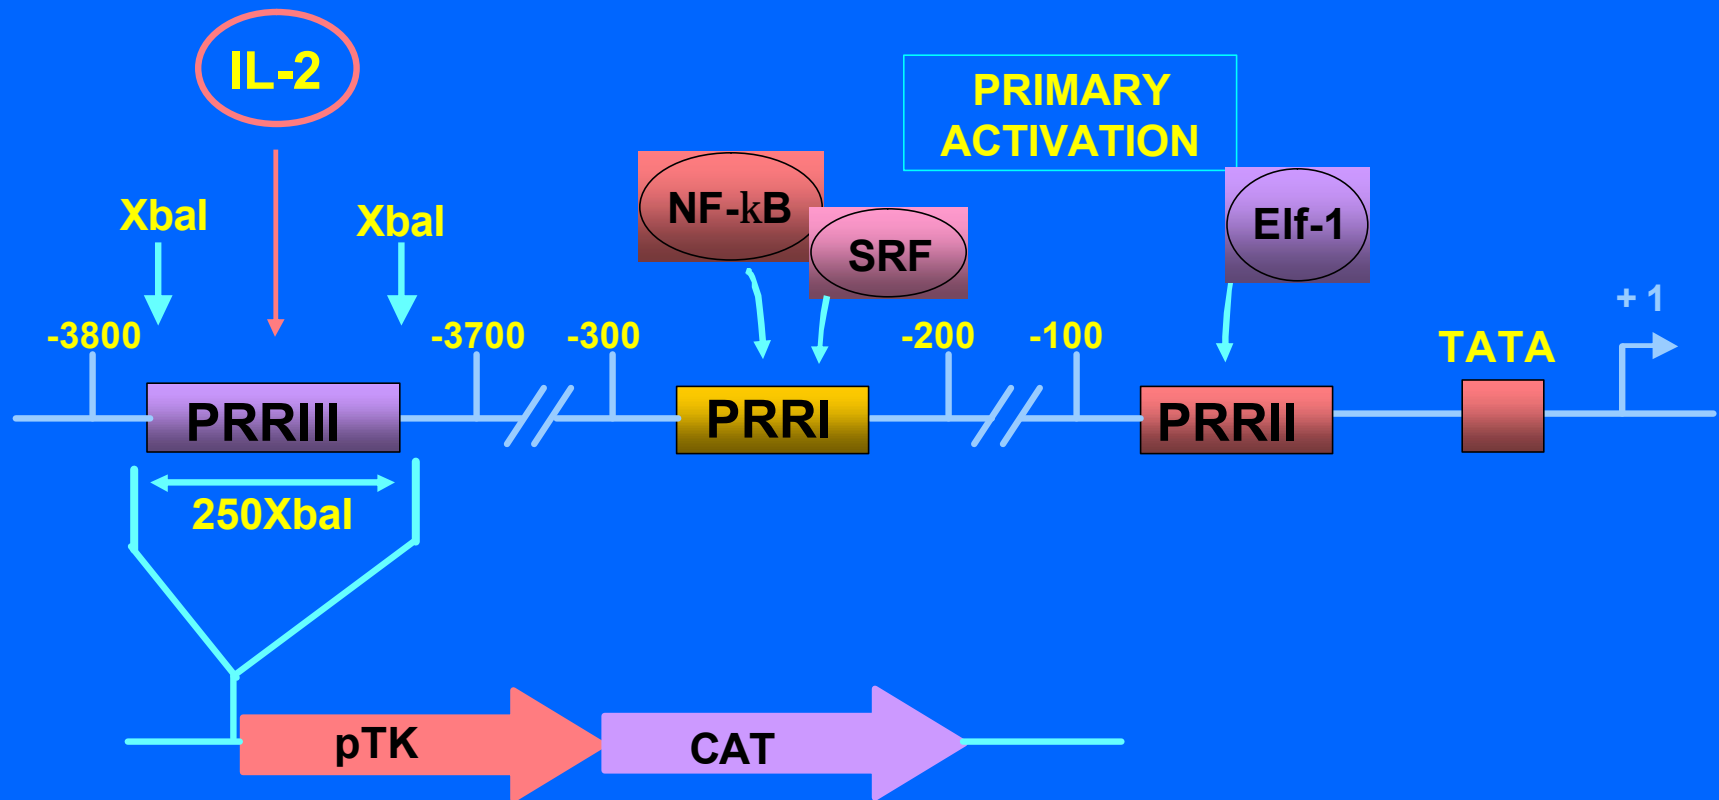 IL-2
PRIMARY
ACTIVATION
XbaI
XbaI
NF-kB
SRF
Elf-1
+ 1
-3800
-3700
-300
-200
-100
TATA
PRRIII
PRRI
PRRII
250XbaI
pTK
CAT